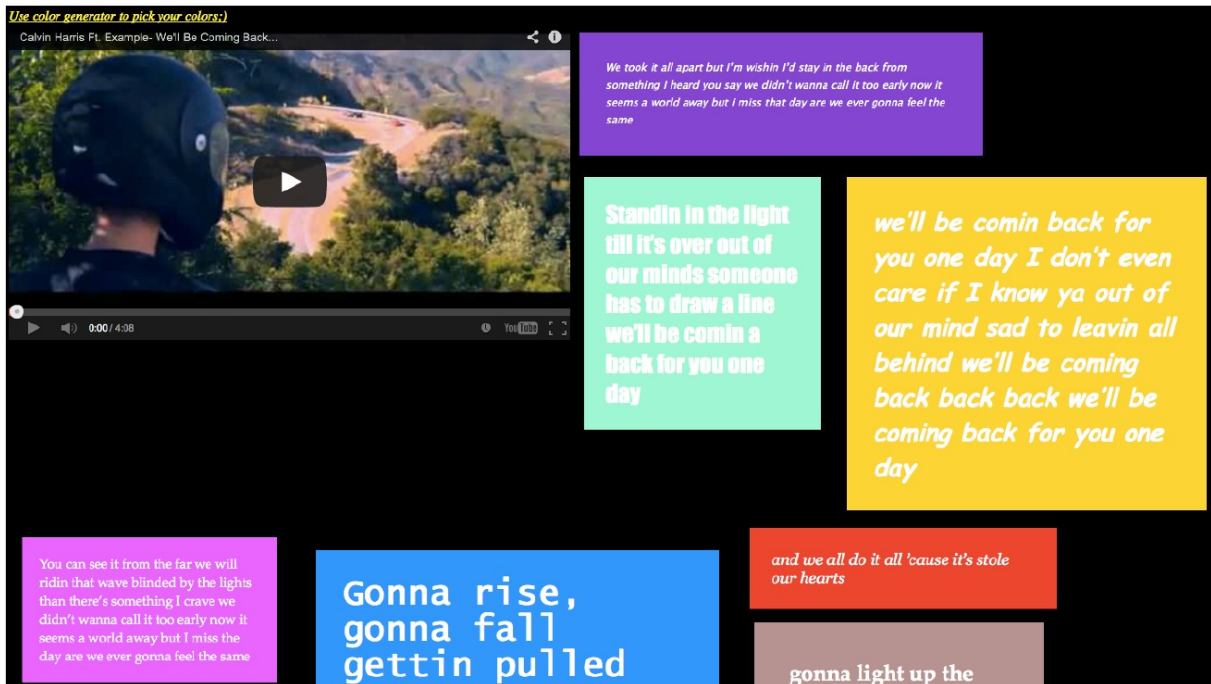 Use color generator to pick your colors;)
Calvin Harris Ft. Example- We'll Be Coming Back...
0:00 / 4:08
YouTube
We took it all apart but I'm wishin I'd stay in the back from
something I heard you say we didn't wanna call it too early now it
seems a world away but I miss that day are we ever gonna feel the
same
Standin in the light
till it's over out of
our minds someone
has to draw a line
we'll be comin a
back for you one
day
we'll be comin back for
you one day I don't even
care if I know ya out of
our mind sad to leavin all
behind we'll be coming
back back back we'll be
coming back for you one
day
You can see it from the far we will
ridin that wave blinded by the lights
than there's something I crave we
didn't wanna call it too early now it
seems a world away but I miss the
day are we ever gonna feel the same
Gonna rise,
gonna fall
gettin pulled
and we all do it all 'cause it's stole
our hearts
gonna light up the